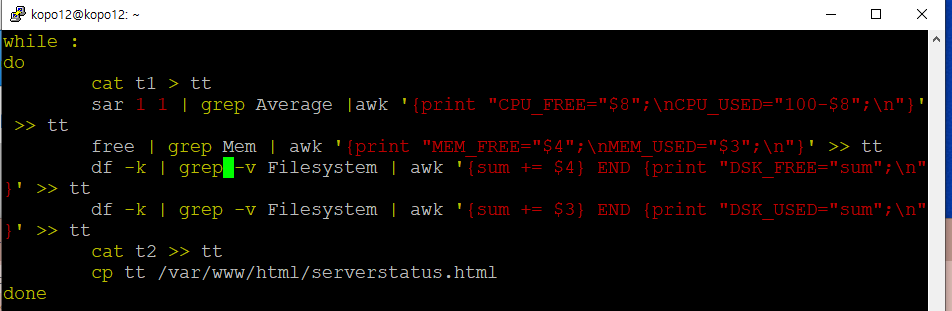 kopo12@kopo12: ~
while :
do
        cat t1 > tt
        sar 1 1 | grep Average |awk '{print "CPU_FREE="$8";\nCPU_USED="100-$8";\n"}'
 >> tt
        free | grep Mem | awk '{print "MEM_FREE="$4";\nMEM_USED="$3";\n"}' >> tt
        df -k | grep -v Filesystem | awk '{sum += $4} END {print "DSK_FREE="sum";\n"
}' >> tt
        df -k | grep -v Filesystem | awk '{sum += $3} END {print "DSK_USED="sum";\n"
}' >> tt
        cat t2 >> tt
        cp tt /var/www/html/serverstatus.html
done